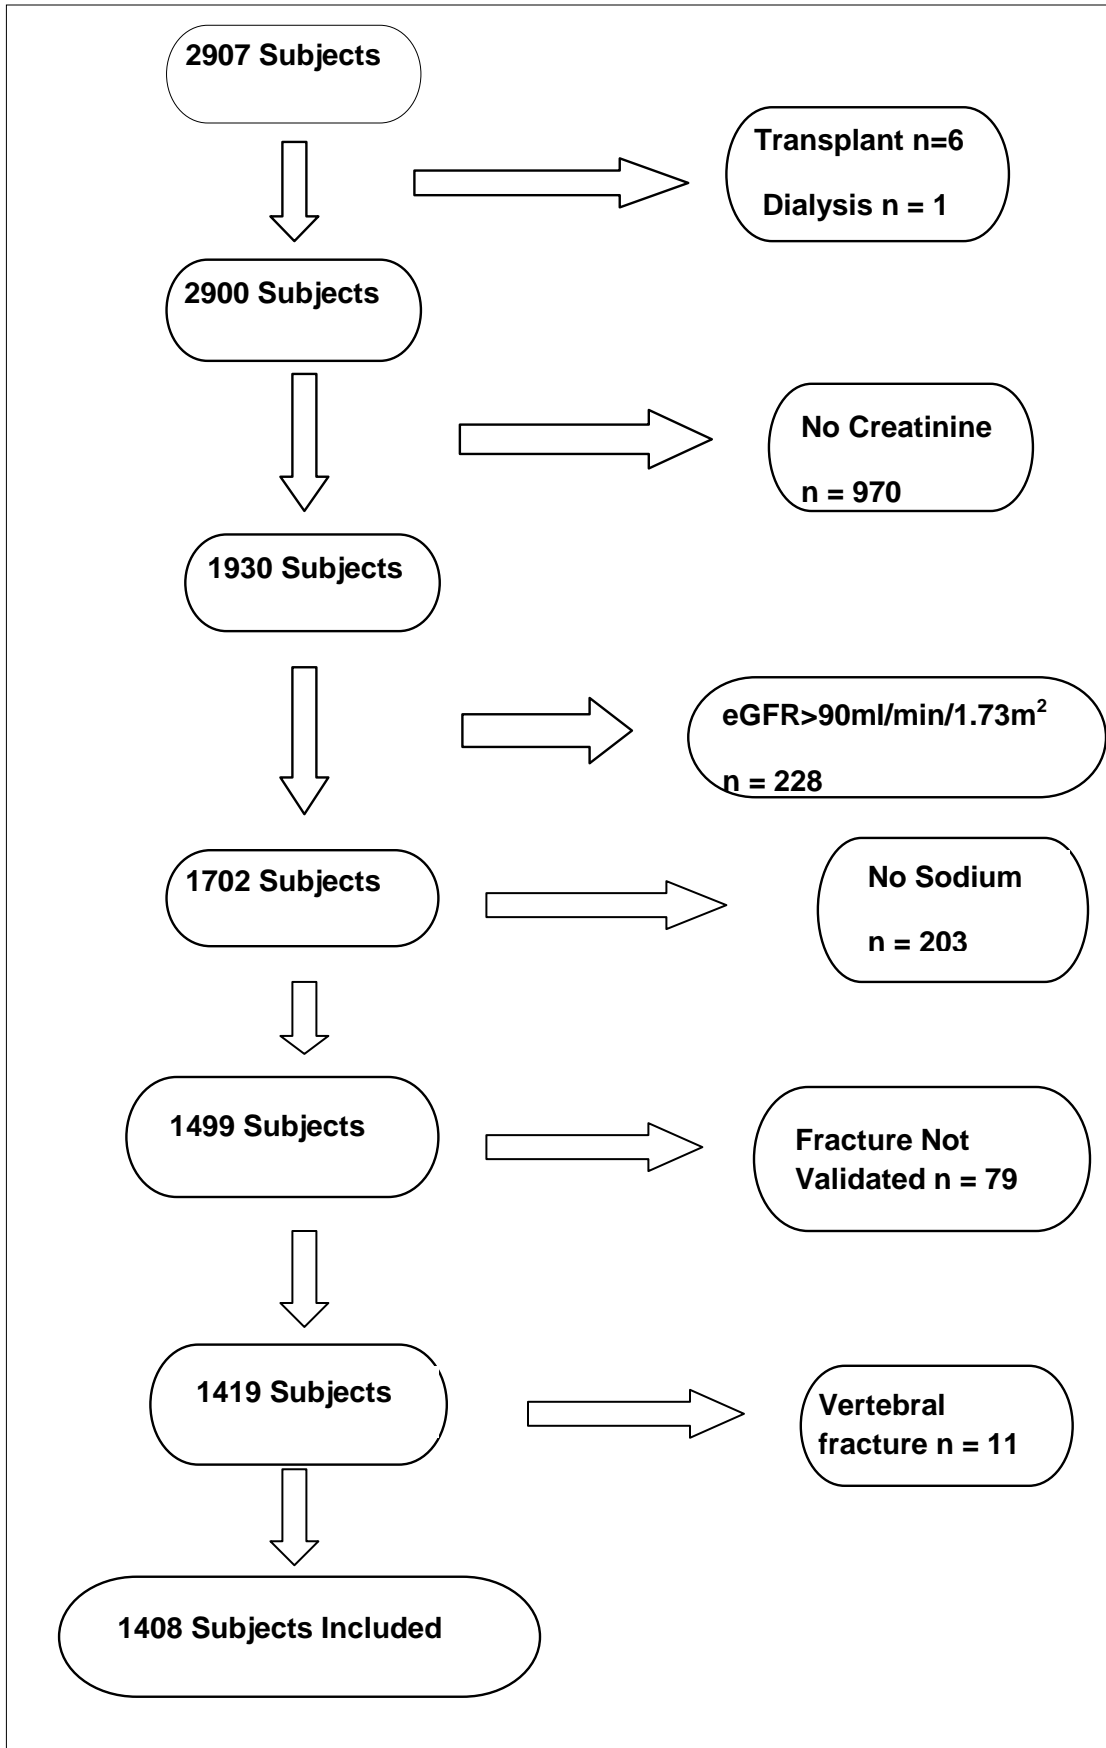 2907 Subjects
Transplant n=6
Dialysis n = 1
2900 Subjects
No Creatinine
n = 970
1930 Subjects
eGFR>90ml/min/1.73m²
n = 228
1702 Subjects
No Sodium
n = 203
1499 Subjects
Fracture Not
Validated n = 79
1419 Subjects
Vertebral
fracture n = 11
1408 Subjects Included